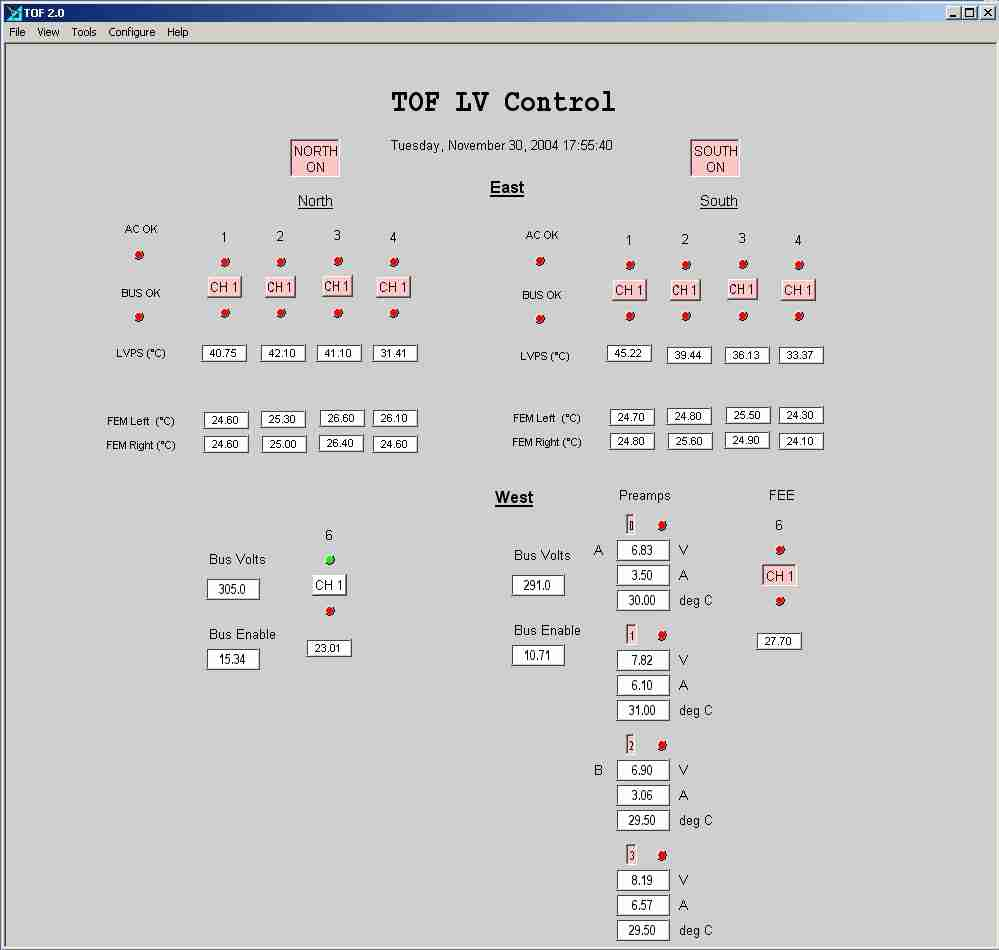 TOF 2.0
File View Tools Configure Help
TOF LV Control
Tuesday, November 30, 2004 17:55:40
NORTH
ON
SOUTH
ON
East
North
South
AC OK
1 2 3 4
CH 1 CH 1 CH 1 CH 1
BUS OK
LVPS (°C) 40.75 42.10 41.10 31.41
FEM Left (°C) 24.60 25.30 26.60 26.10
FEM Right (°C) 24.60 25.00 26.40 24.60
AC OK
1 2 3 4
CH 1 CH 1 CH 1 CH 1
BUS OK
LVPS (°C) 45.22 39.44 36.13 33.37
FEM Left (°C) 24.70 24.80 25.50 24.30
FEM Right (°C) 24.80 25.60 24.90 24.10
West
6
Bus Volts
CH 1
305.0
Bus Enable
23.01
15.34
Bus Volts
291.0
Bus Enable
10.71
Preamps
0
A 6.83 V
3.50 A
30.00 deg C
1
7.82 V
6.10 A
31.00 deg C
2
B 6.90 V
3.06 A
29.50 deg C
3
8.19 V
6.57 A
29.50 deg C
FEE
6
CH 1
27.70